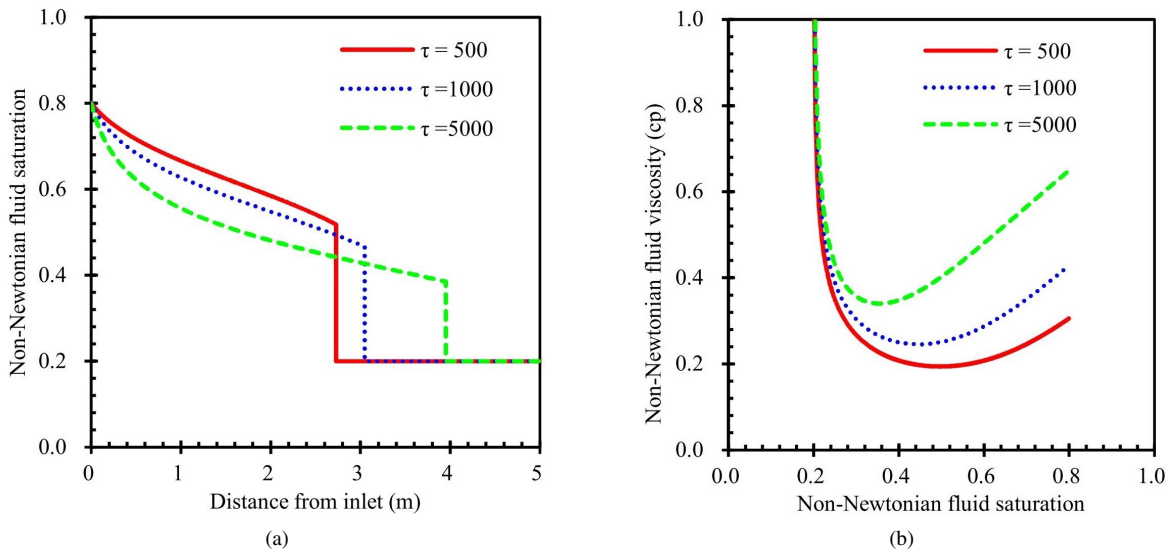 1.0
0.8
0.6
0.4
0.2
0.0
Non-Newtonian fluid saturation
τ = 500
τ =1000
τ =5000
0 1 2 3 4 5
Distance from inlet (m)
(a)
1.0
0.8
0.6
0.4
0.2
0.0
Non-Newtonian fluid viscosity (cp)
τ = 500
τ =1000
τ =5000
0.0 0.2 0.4 0.6 0.8 1.0
Non-Newtonian fluid saturation
(b)